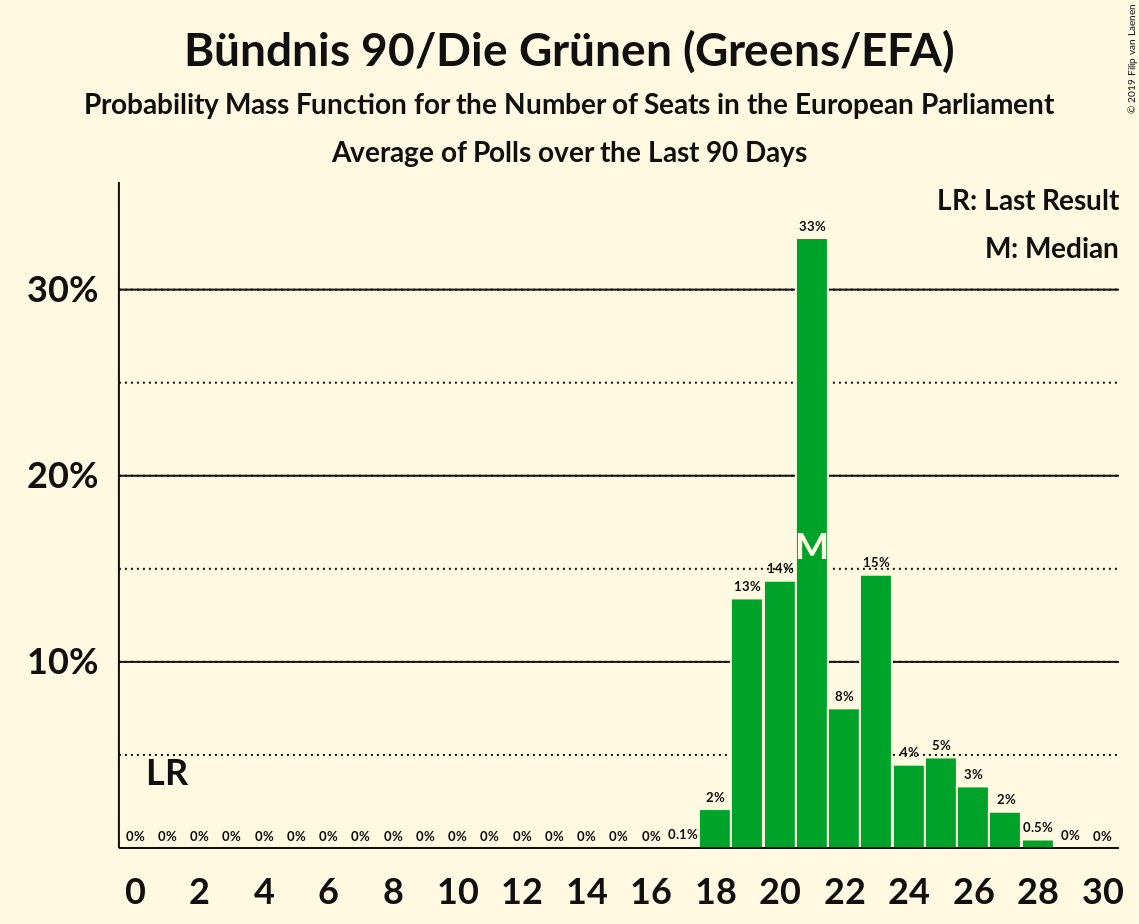 Bündnis 90/Die Grünen (Greens/EFA)
Probability Mass Function for the Number of Seats in the European Parliament
Average of Polls over the Last 90 Days
© 2019 Filip van Laenen
LR: Last Result
M: Median
33%
30%
20%
M
15%
14%
13%
10%
8%
5%
4%
LR
3%
2%
2%
0% 0% 0% 0% 0% 0% 0% 0% 0% 0% 0% 0% 0% 0% 0% 0% 0% 0.1% 0.5% 0% 0%
0 2 4 6 8 10 12 14 16 18 20 22 24 26 28 30